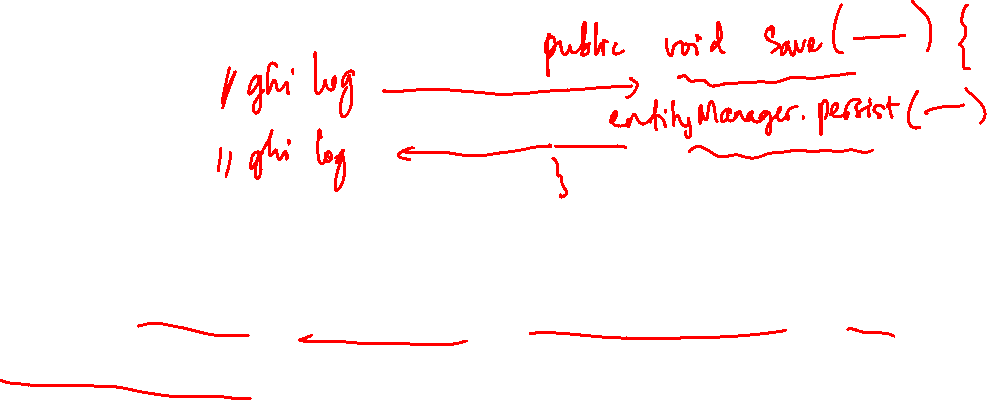 public void save( — ) {
// ghi log
entityManager.persist( — )
// ghi log
}